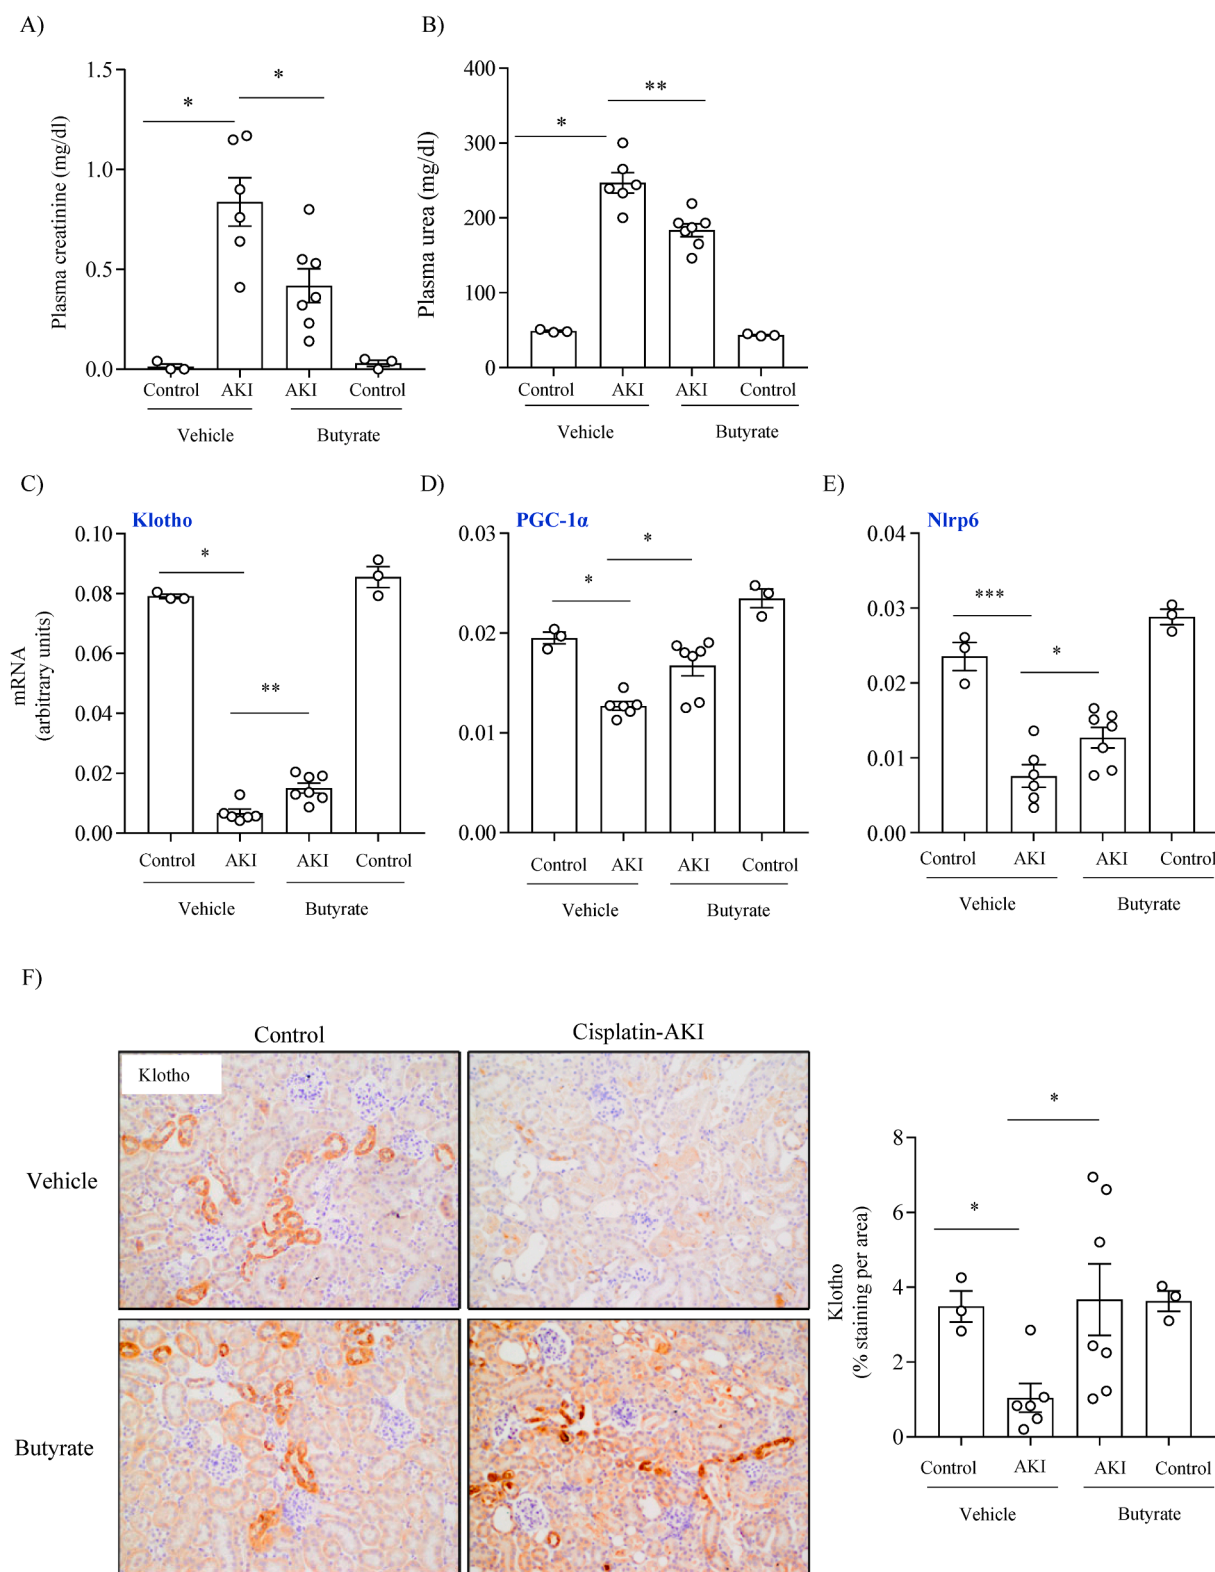 A)
Plasma creatinine (mg/dl)
1.5
1.0
0.5
0.0
*
*
Control
AKI
AKI
Control
Vehicle
Butyrate
B)
Plasma urea (mg/dl)
400
300
200
100
0
*
**
Control
AKI
AKI
Control
Vehicle
Butyrate
C)
Klotho
mRNA
(arbitrary units)
0.10
0.08
0.06
0.04
0.02
0.00
*
**
Control
AKI
AKI
Control
Vehicle
Butyrate
D)
PGC-1α
0.03
0.02
0.01
0.00
*
*
Control
AKI
AKI
Control
Vehicle
Butyrate
E)
Nlrp6
0.04
0.03
0.02
0.01
0.00
***
*
Control
AKI
AKI
Control
Vehicle
Butyrate
F)
Control
Cisplatin-AKI
Klotho
Vehicle
Butyrate
Klotho
(% staining per area)
8
6
4
2
0
*
*
Control
AKI
AKI
Control
Vehicle
Butyrate